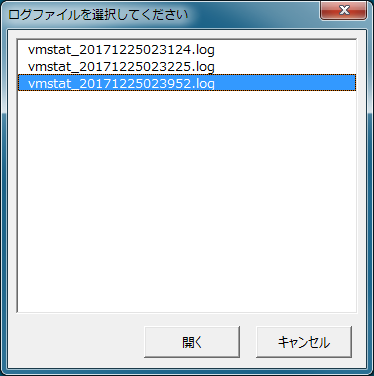 ログファイルを選択してください
vmstat_20171225023124.log
vmstat_20171225023225.log
vmstat_20171225023952.log
開く
キャンセル